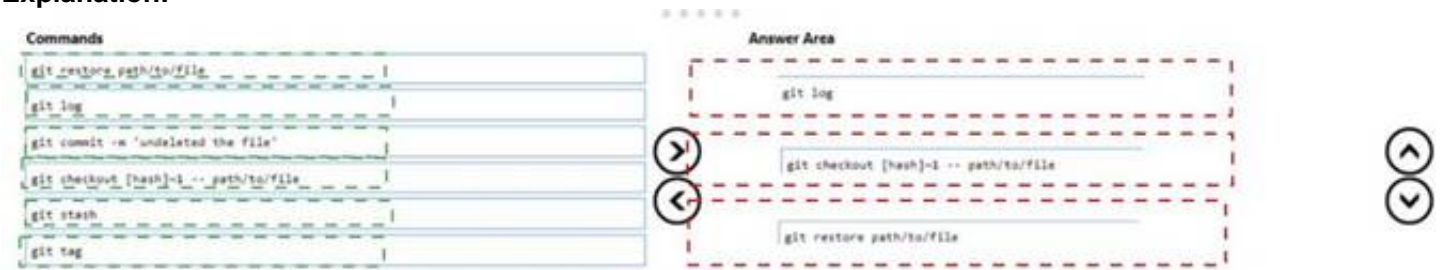 Explanation:
Commands
git restore path/to/file
git log
git commit -m 'undeleted the file'
git checkout [hash]~1 -- path/to/file
git stash
git tag
Answer Area
git log
git checkout [hash]~1 -- path/to/file
git restore path/to/file